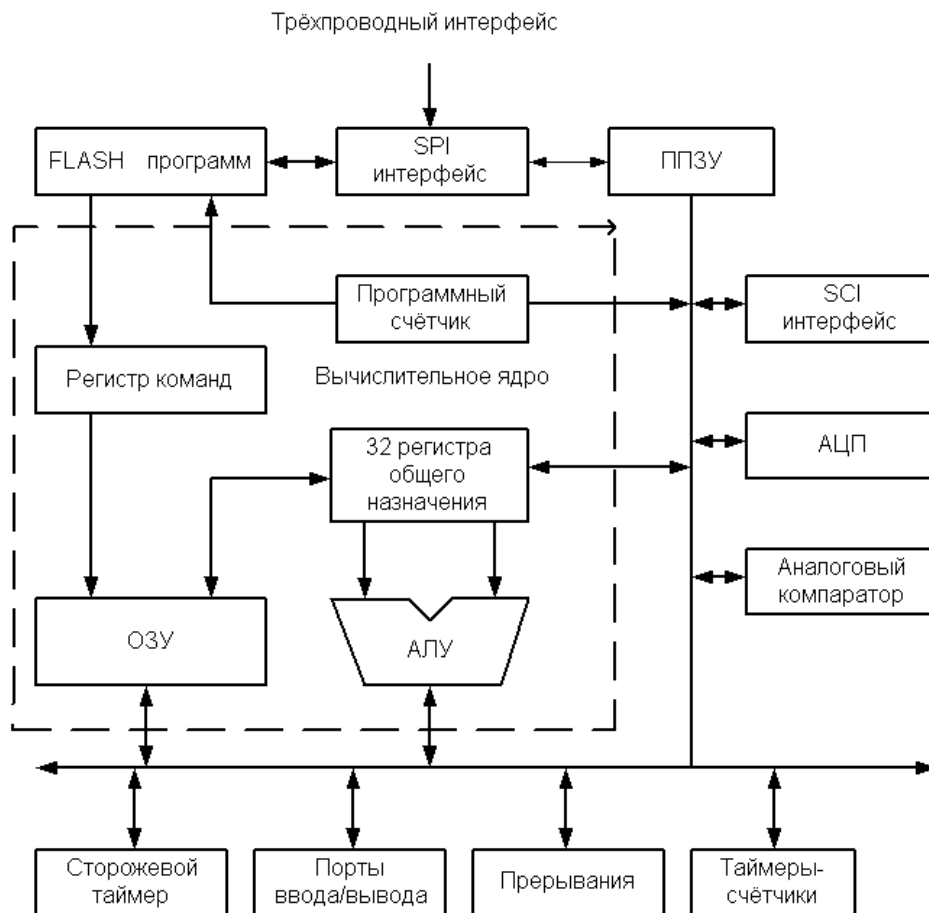 Трёхпроводный интерфейс
FLASH программ
SPI
интерфейс
ППЗУ
Программный
счётчик
SCI
интерфейс
Регистр команд
Вычислительное ядро
32 регистра
общего
назначения
АЦП
Аналоговый
компаратор
ОЗУ
АЛУ
Сторожевой
таймер
Порты
ввода/вывода
Прерывания
Таймеры-
счётчики